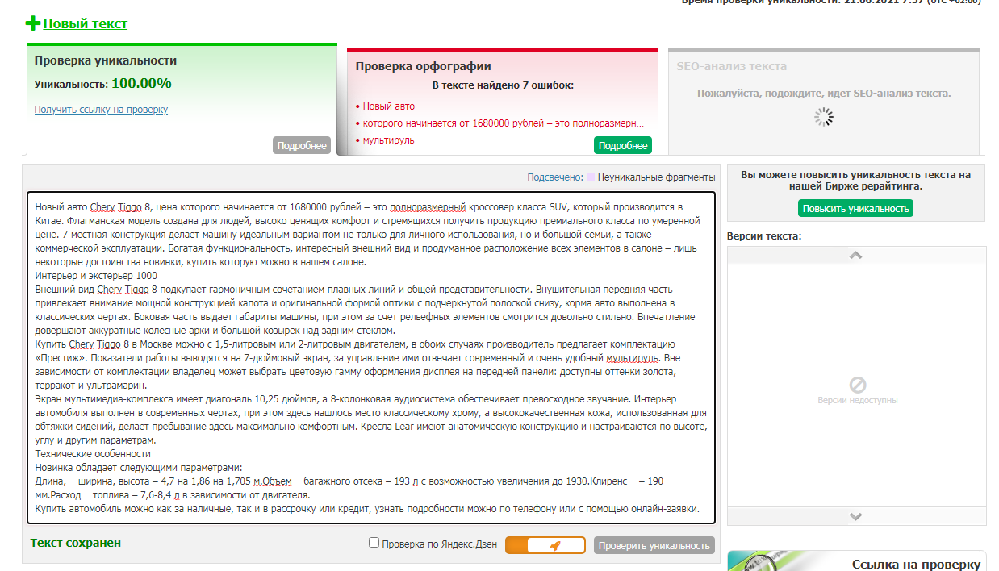 Время проверки уникальности: 21.06.2021 7:57 (UTC +02:00)
Новый текст
Проверка уникальности
Уникальность: 100.00%
Получить ссылку на проверку
Подробнее
Проверка орфографии
В тексте найдено 7 ошибок:
• Новый авто
• которого начинается от 1680000 рублей – это полноразмерн...
• мультируль
Подробнее
SEO-анализ текста
Пожалуйста, подождите, идет SEO-анализ текста.
Подсвечено: Неуникальные фрагменты
Новый авто Chery Tiggo 8, цена которого начинается от 1680000 рублей – это полноразмерный кроссовер класса SUV, который производится в
Китае. Флагманская модель создана для людей, высоко ценящих комфорт и стремящихся получить продукцию премиального класса по умеренной
цене. 7-местная конструкция делает машину идеальным вариантом не только для личного использования, но и большой семьи, а также
коммерческой эксплуатации. Богатая функциональность, интересный внешний вид и продуманное расположение всех элементов в салоне – лишь
некоторые достоинства новинки, купить которую можно в нашем салоне.
Интерьер и экстерьер 1000
Внешний вид Chery Tiggo 8 подкупает гармоничным сочетанием плавных линий и общей представительности. Внушительная передняя часть
привлекает внимание мощной конструкцией капота и оригинальной формой оптики с подчеркнутой полоской снизу, корма авто выполнена в
классических чертах. Боковая часть выдает габариты машины, при этом за счет рельефных элементов смотрится довольно стильно. Впечатление
довершают аккуратные колесные арки и большой козырек над задним стеклом.
Купить Chery Tiggo 8 в Москве можно с 1,5-литровым или 2-литровым двигателем, в обоих случаях производитель предлагает комплектацию
«Престиж». Показатели работы выводятся на 7-дюймовый экран, за управление ими отвечает современный и очень удобный мультируль. Вне
зависимости от комплектации владелец может выбрать цветовую гамму оформления дисплея на передней панели: доступны оттенки золота,
терракот и ультрамарин.
Экран мультимедиа-комплекса имеет диагональ 10,25 дюймов, а 8-колонковая аудиосистема обеспечивает превосходное звучание. Интерьер
автомобиля выполнен в современных чертах, при этом здесь нашлось место классическому хрому, а высококачественная кожа, использованная для
обтяжки сидений, делает пребывание здесь максимально комфортным. Кресла Lear имеют анатомическую конструкцию и настраиваются по высоте,
углу и другим параметрам.
Технические особенности
Новинка обладает следующими параметрами:
Длина, ширина, высота – 4,7 на 1,86 на 1,705 м.Объем багажного отсека – 193 л с возможностью увеличения до 1930.Клиренс – 190
мм.Расход топлива – 7,6-8,4 л в зависимости от двигателя.
Купить автомобиль можно как за наличные, так и в рассрочку или кредит, узнать подробности можно по телефону или с помощью онлайн-заявки.
Текст сохранен
Проверка по Яндекс.Дзен
Проверить уникальность
Вы можете повысить уникальность текста на
нашей Бирже рерайтинга.
Повысить уникальность
Версии текста:
Версии недоступны
Ссылка на проверку